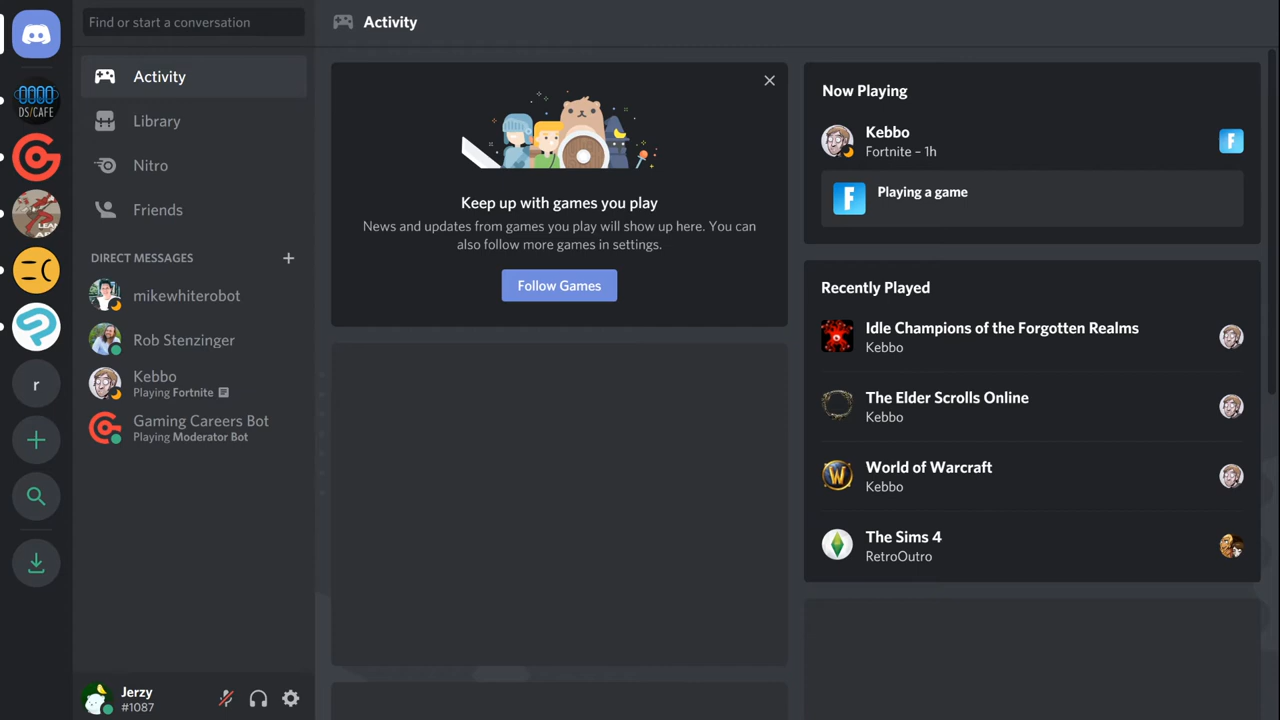 Find or start a conversation
Activity
DS/CAFE
Activity
Library
Nitro
Friends
DIRECT MESSAGES
mikewhiterobot
Rob Stenzinger
Kebbo
Playing Fortnite
Gaming Careers Bot
Playing Moderator Bot
r
Jerzy
#1087
Keep up with games you play
News and updates from games you play will show up here. You can
also follow more games in settings.
Follow Games
Now Playing
Kebbo
Fortnite – 1h
F
F
Playing a game
Recently Played
Idle Champions of the Forgotten Realms
Kebbo
The Elder Scrolls Online
Kebbo
World of Warcraft
Kebbo
The Sims 4
RetroOutro